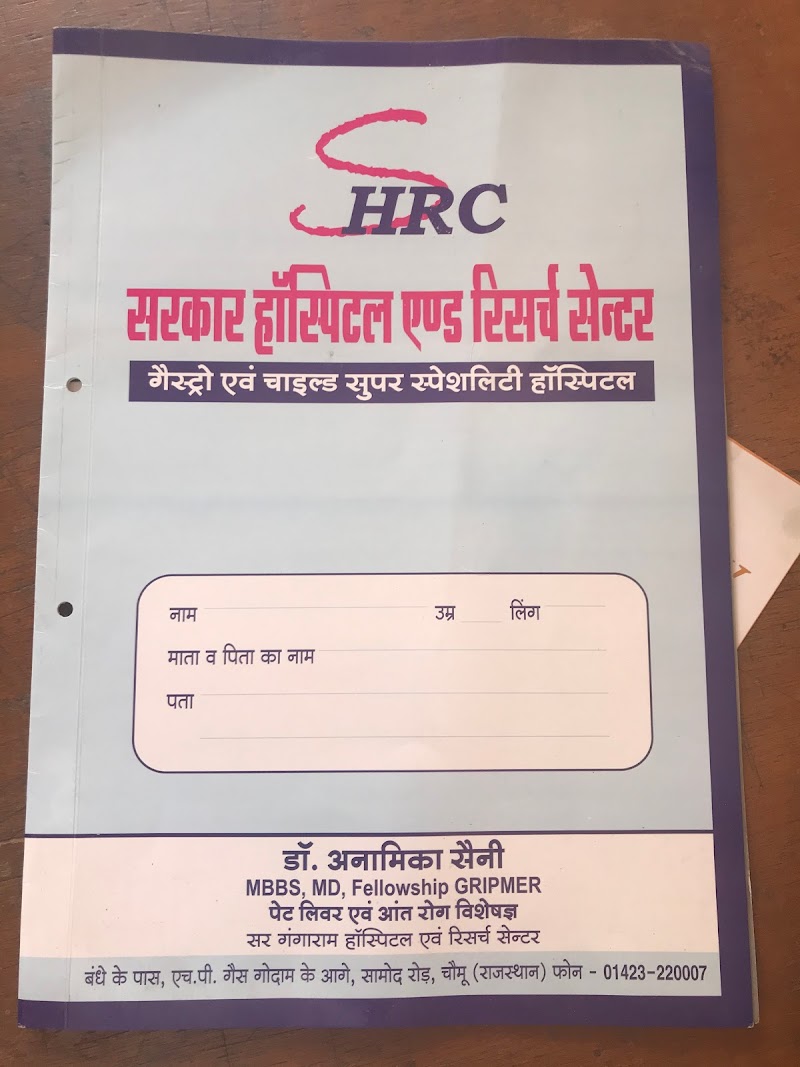 SHRC
सरकार हॉस्पिटल एण्ड रिसर्च सेन्टर
गैस्ट्रो एवं चाइल्ड सुपर स्पेशलिटी हॉस्पिटल
नाम उम्र लिंग
माता व पिता का नाम
पता
डॉ. अनामिका सैनी
MBBS, MD, Fellowship GRIPMER
पेट लिवर एवं आंत रोग विशेषज्ञ
सर गंगाराम हॉस्पिटल एवं रिसर्च सेन्टर
बंधे के पास, एच.पी. गैस गोदाम के आगे, सामोद रोड़, चौमू (राजस्थान) फोन - 01423-220007